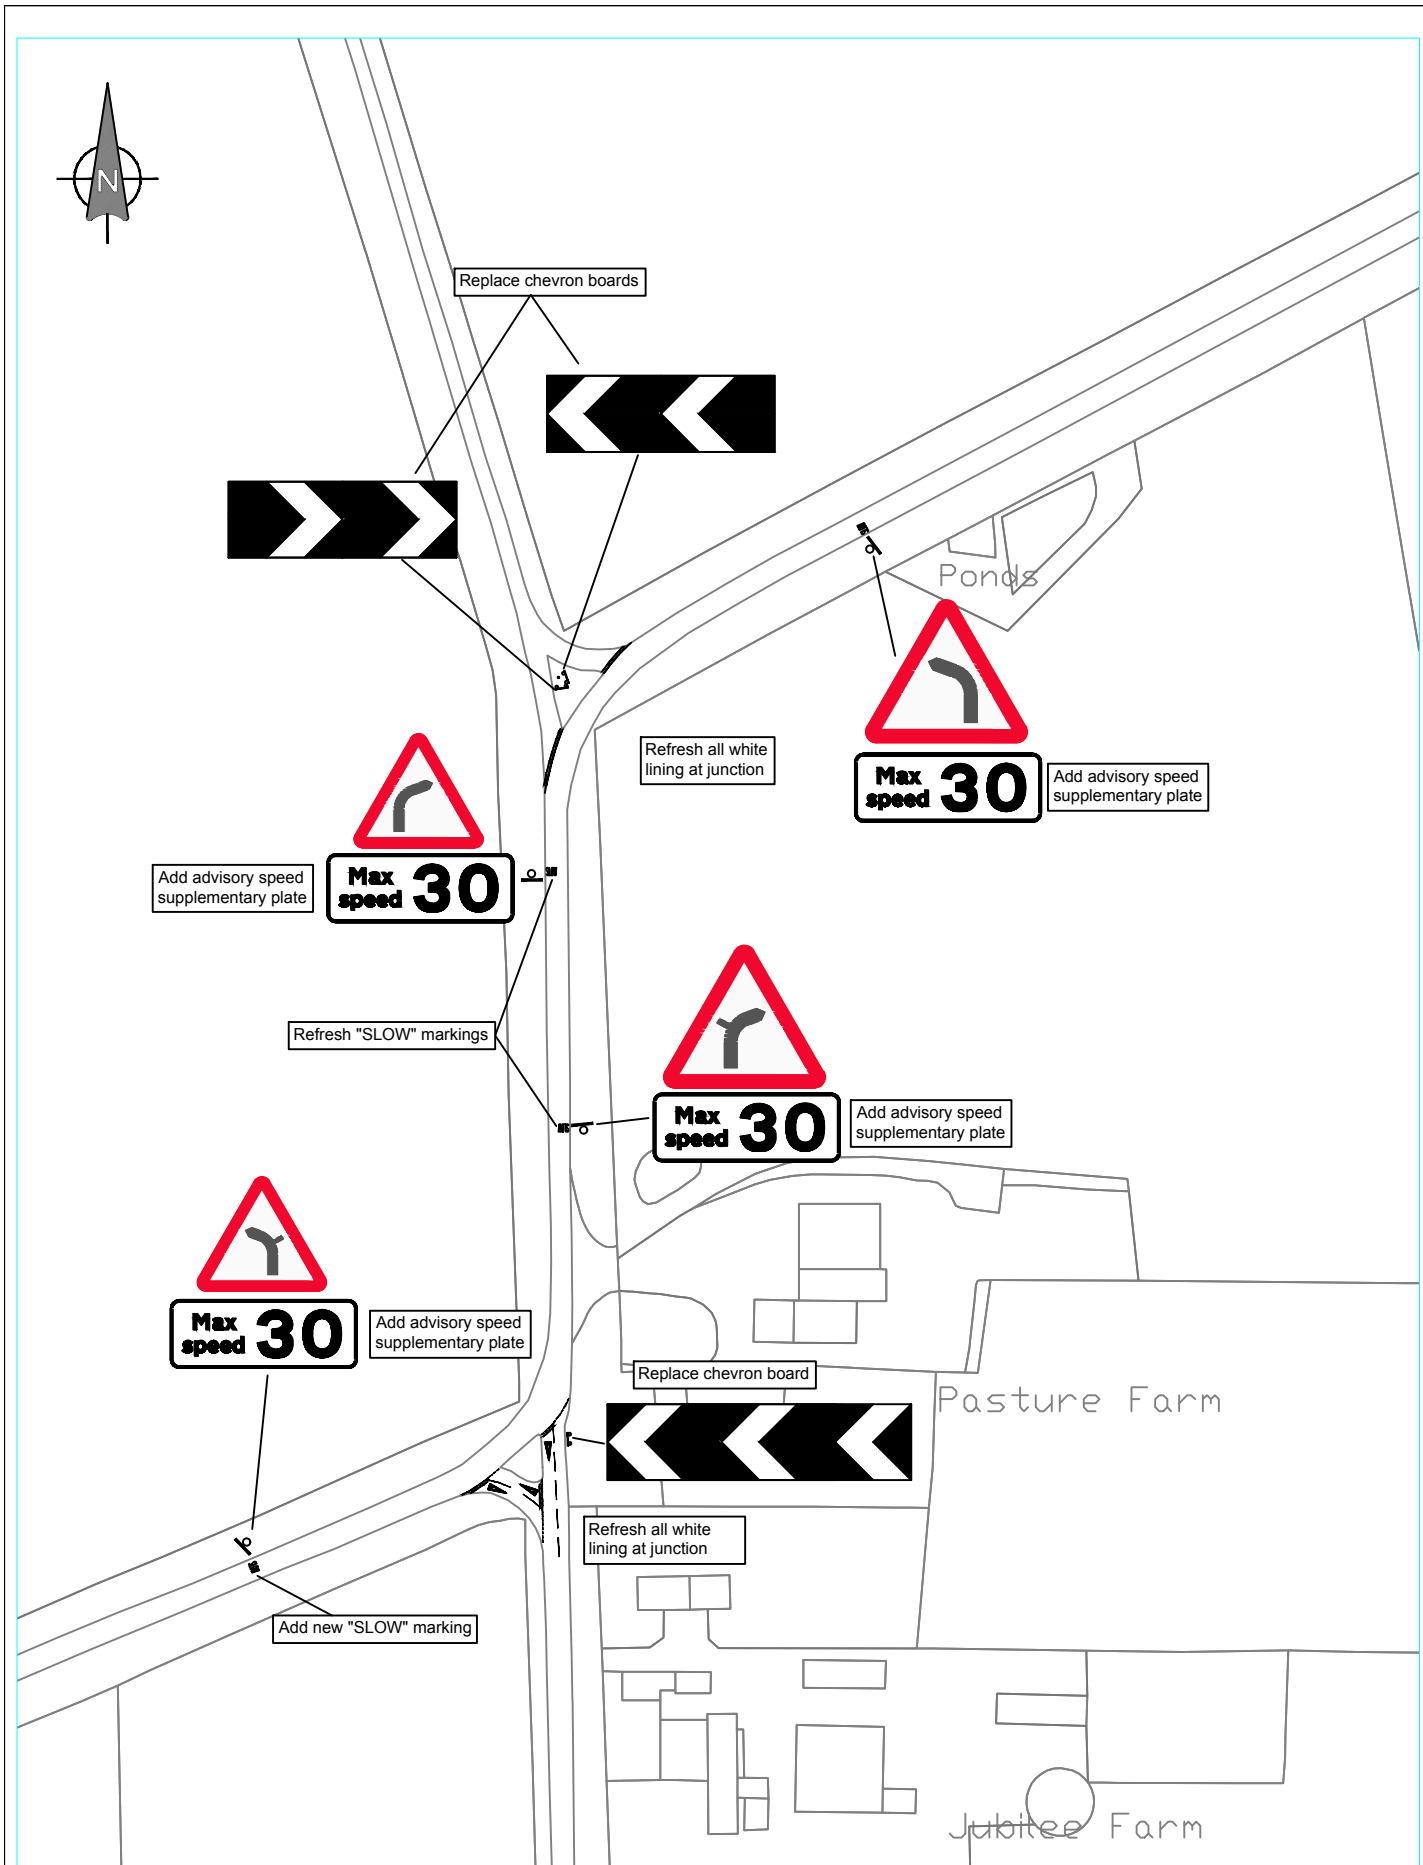 N
Replace chevron boards
Ponds
Refresh all white
lining at junction
Max
speed 30
Add advisory speed
supplementary plate
Add advisory speed
supplementary plate
Max
speed 30
Refresh "SLOW" markings
Max
speed 30
Add advisory speed
supplementary plate
Max
speed 30
Add advisory speed
supplementary plate
Replace chevron board
Pasture Farm
Refresh all white
lining at junction
Add new "SLOW" marking
Jubilee Farm